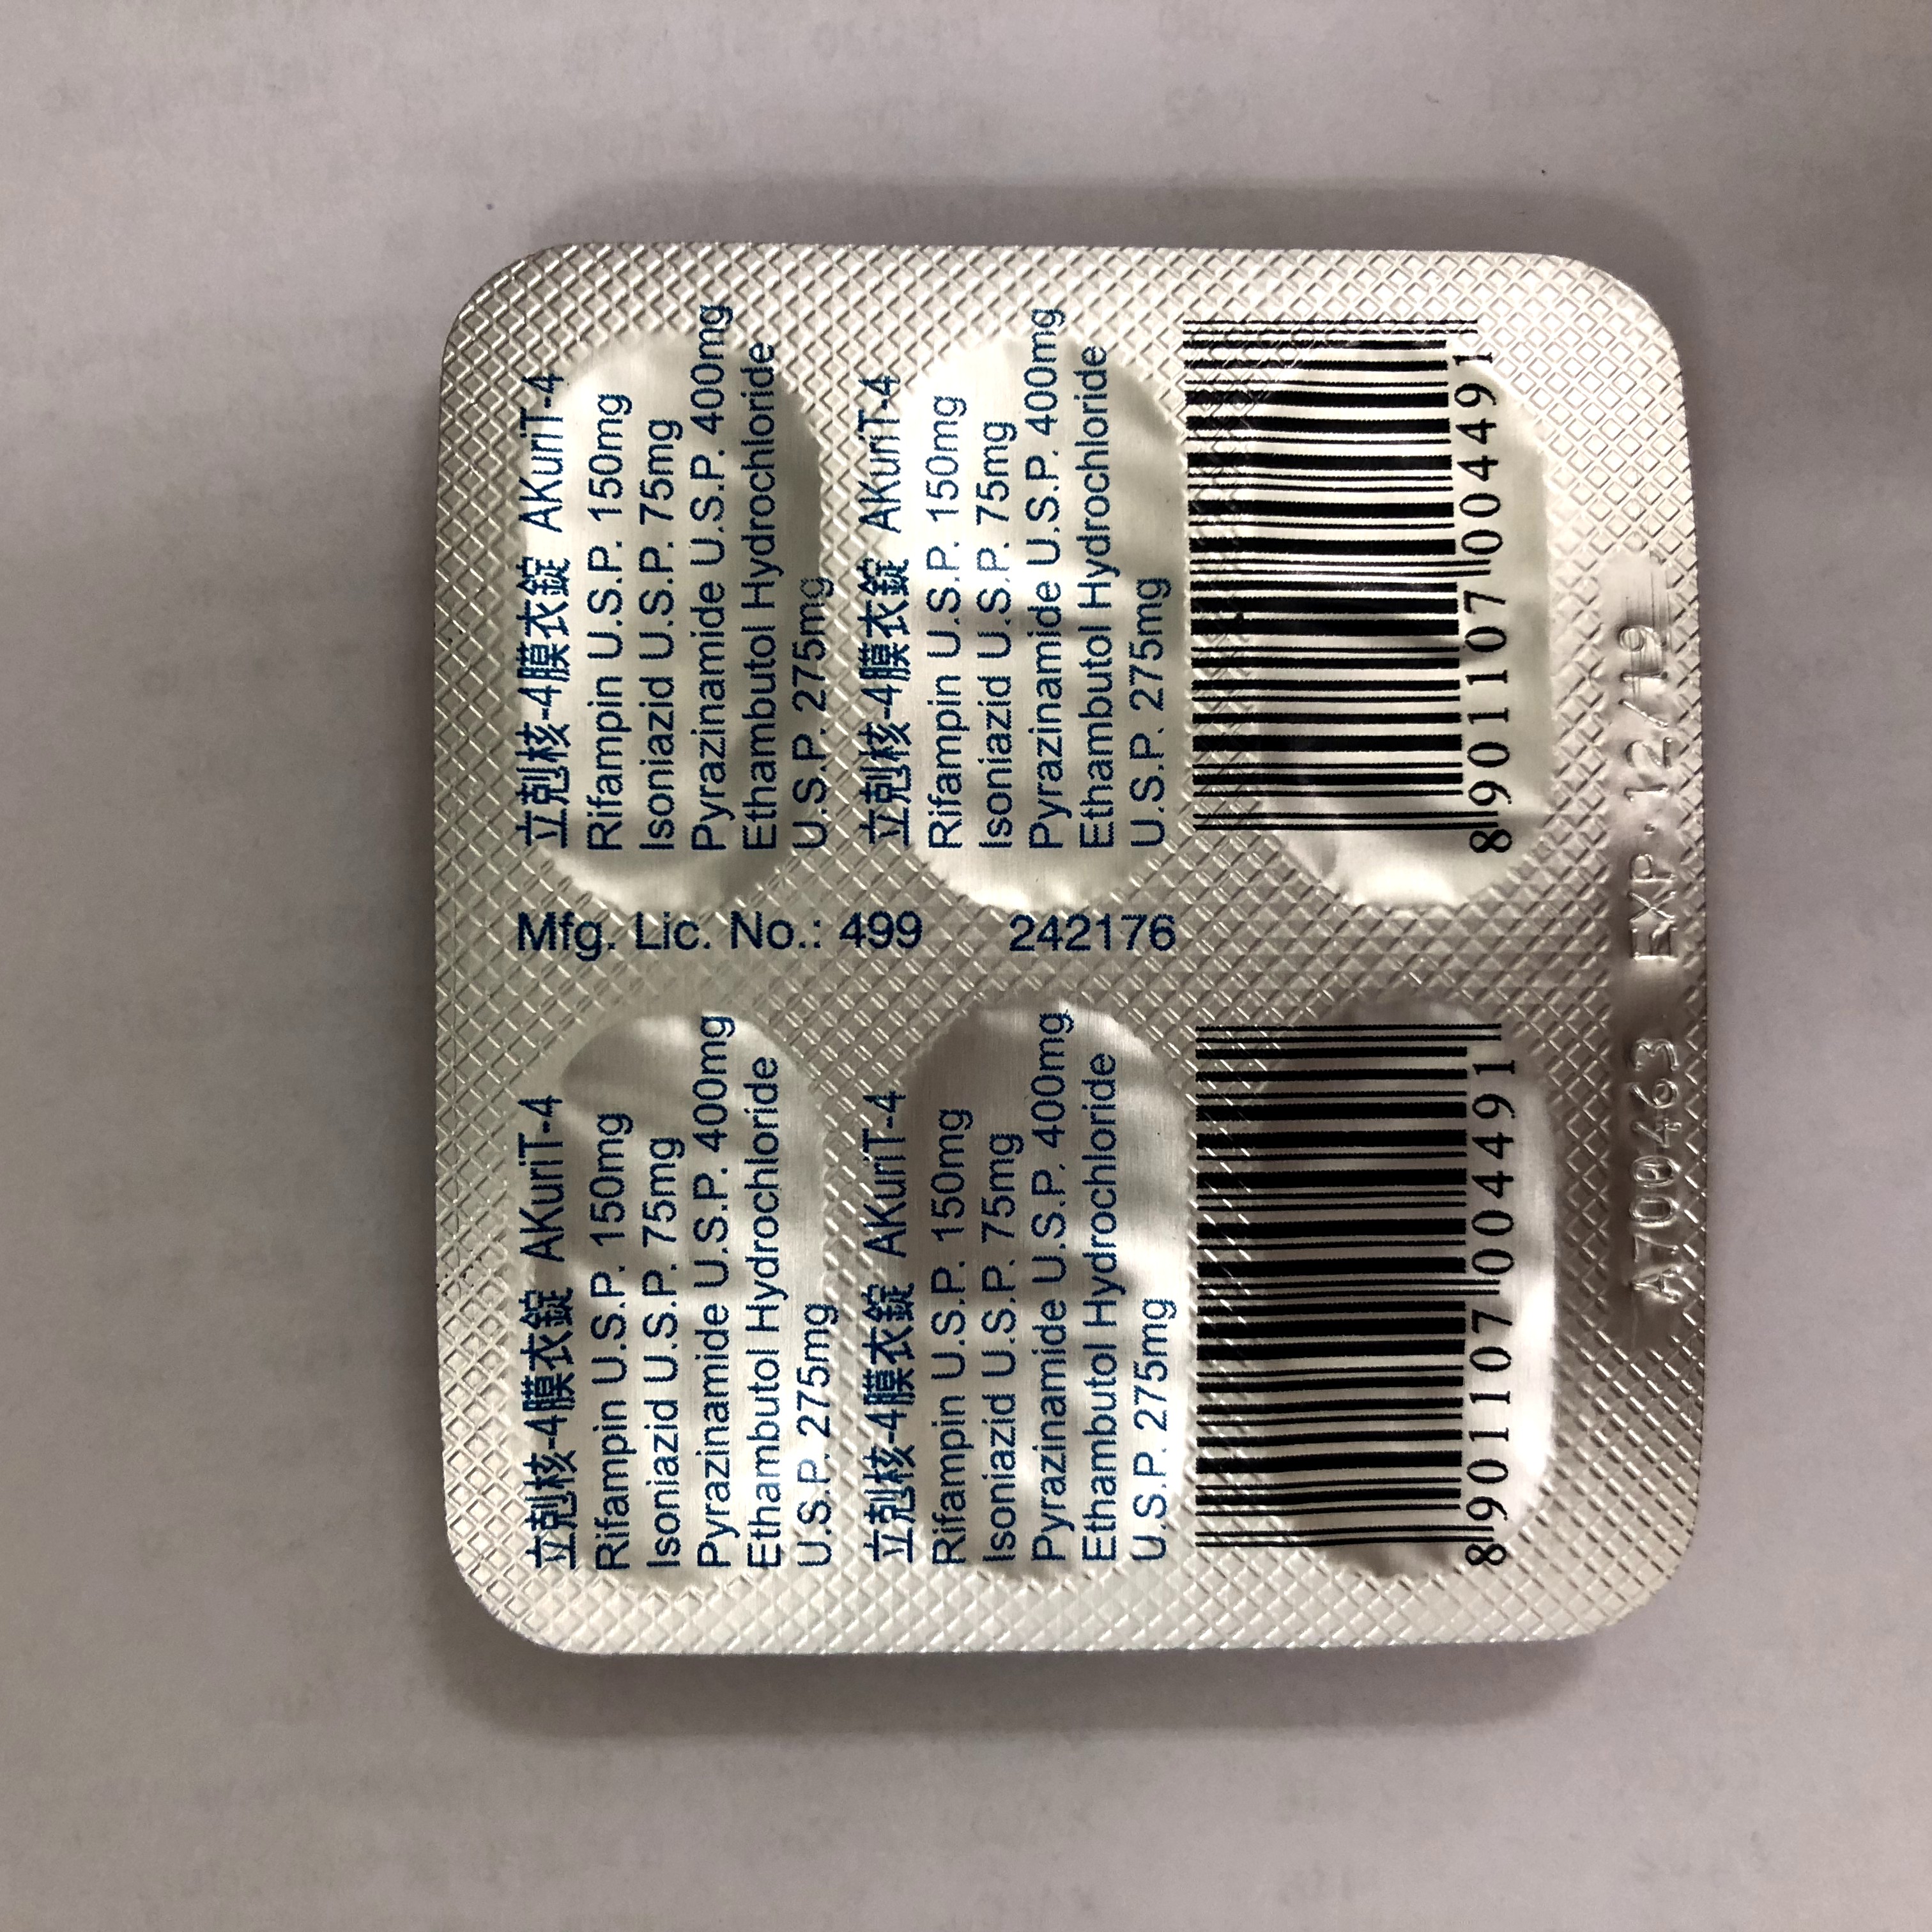 立剋核-4膜衣錠 AKuriT-4
Rifampin U.S.P. 150mg
Isoniazid U.S.P. 75mg
Pyrazinamide U.S.P. 400mg
Ethambutol Hydrochloride
U.S.P. 275mg
立剋核-4膜衣錠 AKuriT-4
Rifampin U.S.P. 150mg
Isoniazid U.S.P. 75mg
Pyrazinamide U.S.P. 400mg
Ethambutol Hydrochloride
U.S.P. 275mg
8901107004491
Mfg. Lic. No.: 499 242176
立剋核-4膜衣錠 AKuriT-4
Rifampin U.S.P. 150mg
Isoniazid U.S.P. 75mg
Pyrazinamide U.S.P. 400mg
Ethambutol Hydrochloride
U.S.P. 275mg
立剋核-4膜衣錠 AKuriT-4
Rifampin U.S.P. 150mg
Isoniazid U.S.P. 75mg
Pyrazinamide U.S.P. 400mg
Ethambutol Hydrochloride
U.S.P. 275mg
8901107004491
A700463 EXP.12/19